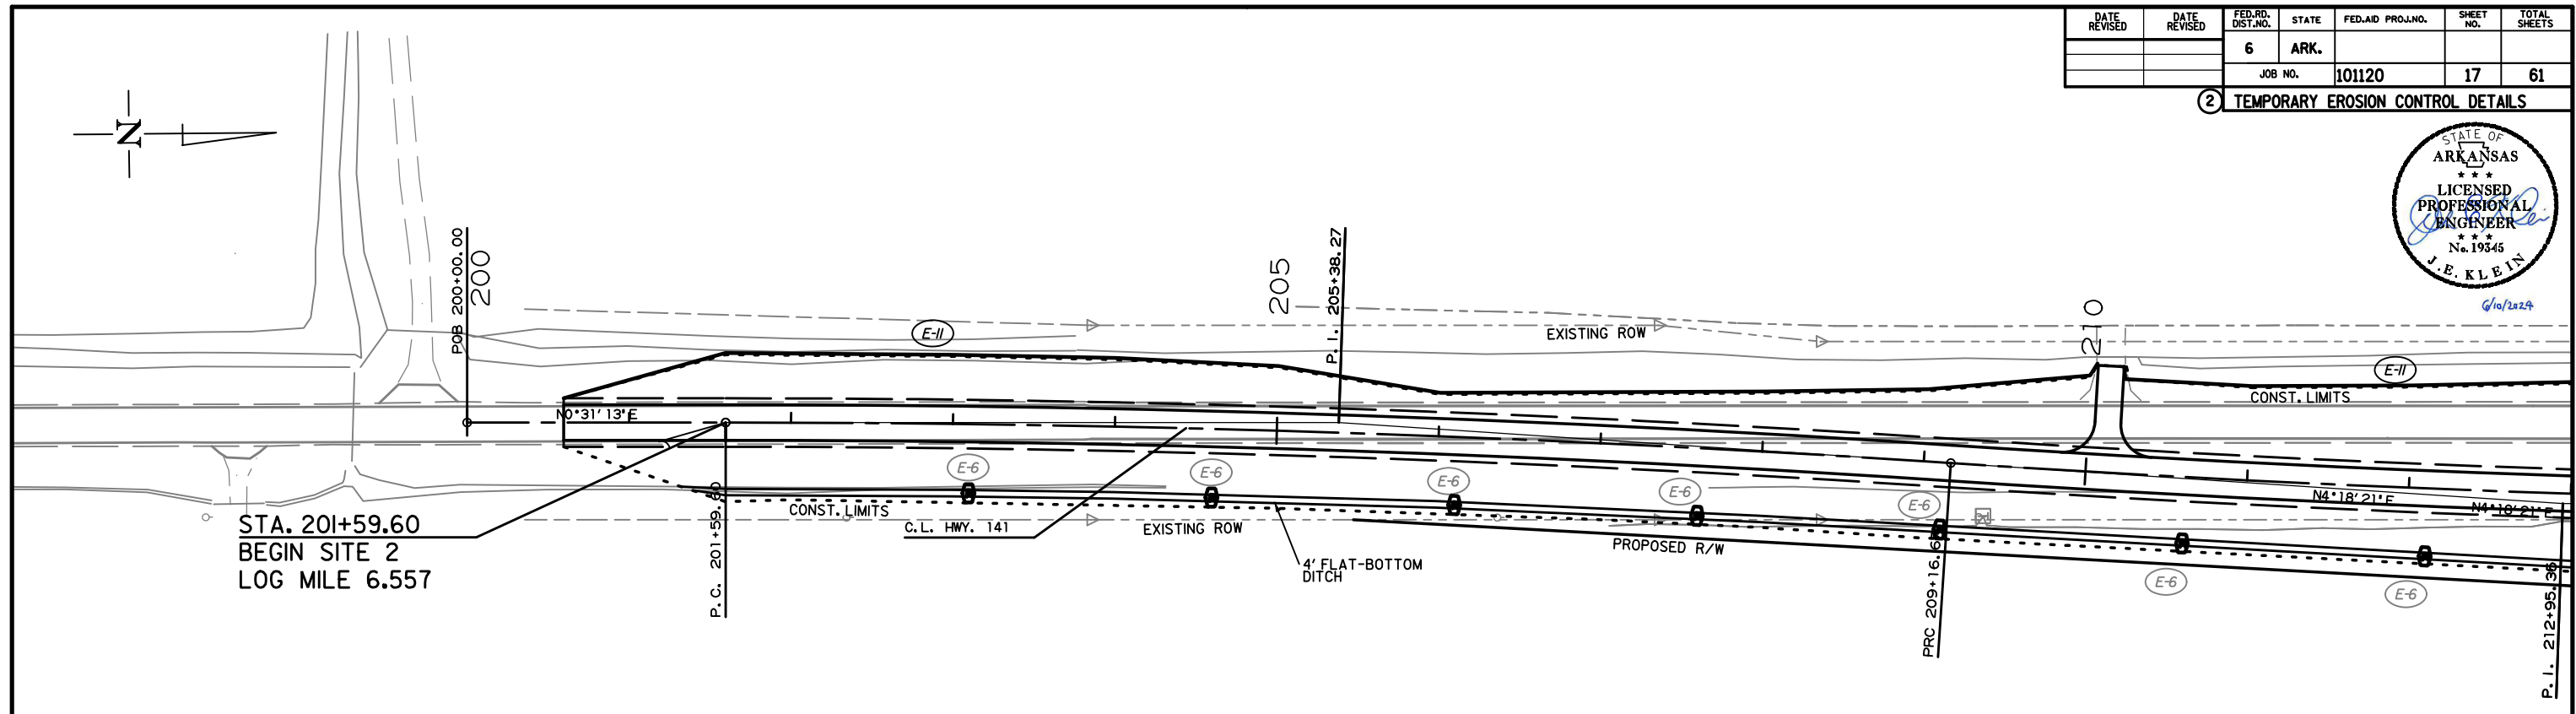 DATE REVISED
DATE REVISED
FED.RD. DIST.NO.
STATE
FED.AID PROJ.NO.
SHEET NO.
TOTAL SHEETS
6
ARK.
JOB NO.
101120
17
61
2
TEMPORARY EROSION CONTROL DETAILS
STATE OF
ARKANSAS
★ ★ ★
LICENSED
PROFESSIONAL
ENGINEER
★ ★ ★
No. 19345
J. E. KLEIN
6/10/2024
N
POB 200+00.00
200
205
P. I. 205+38.27
210
E-11
EXISTING ROW
E-11
CONST. LIMITS
N0°31'13"E
E-6
E-6
E-6
E-6
E-6
N4°18'21"E
N4°18'21"E
STA. 201+59.60
BEGIN SITE 2
LOG MILE 6.557
P.C. 201+59.60
CONST. LIMITS
C.L. HWY. 141
EXISTING ROW
4' FLAT-BOTTOM
DITCH
PROPOSED R/W
PRC 209+16.6
E-6
E-6
P. I. 212+95.36